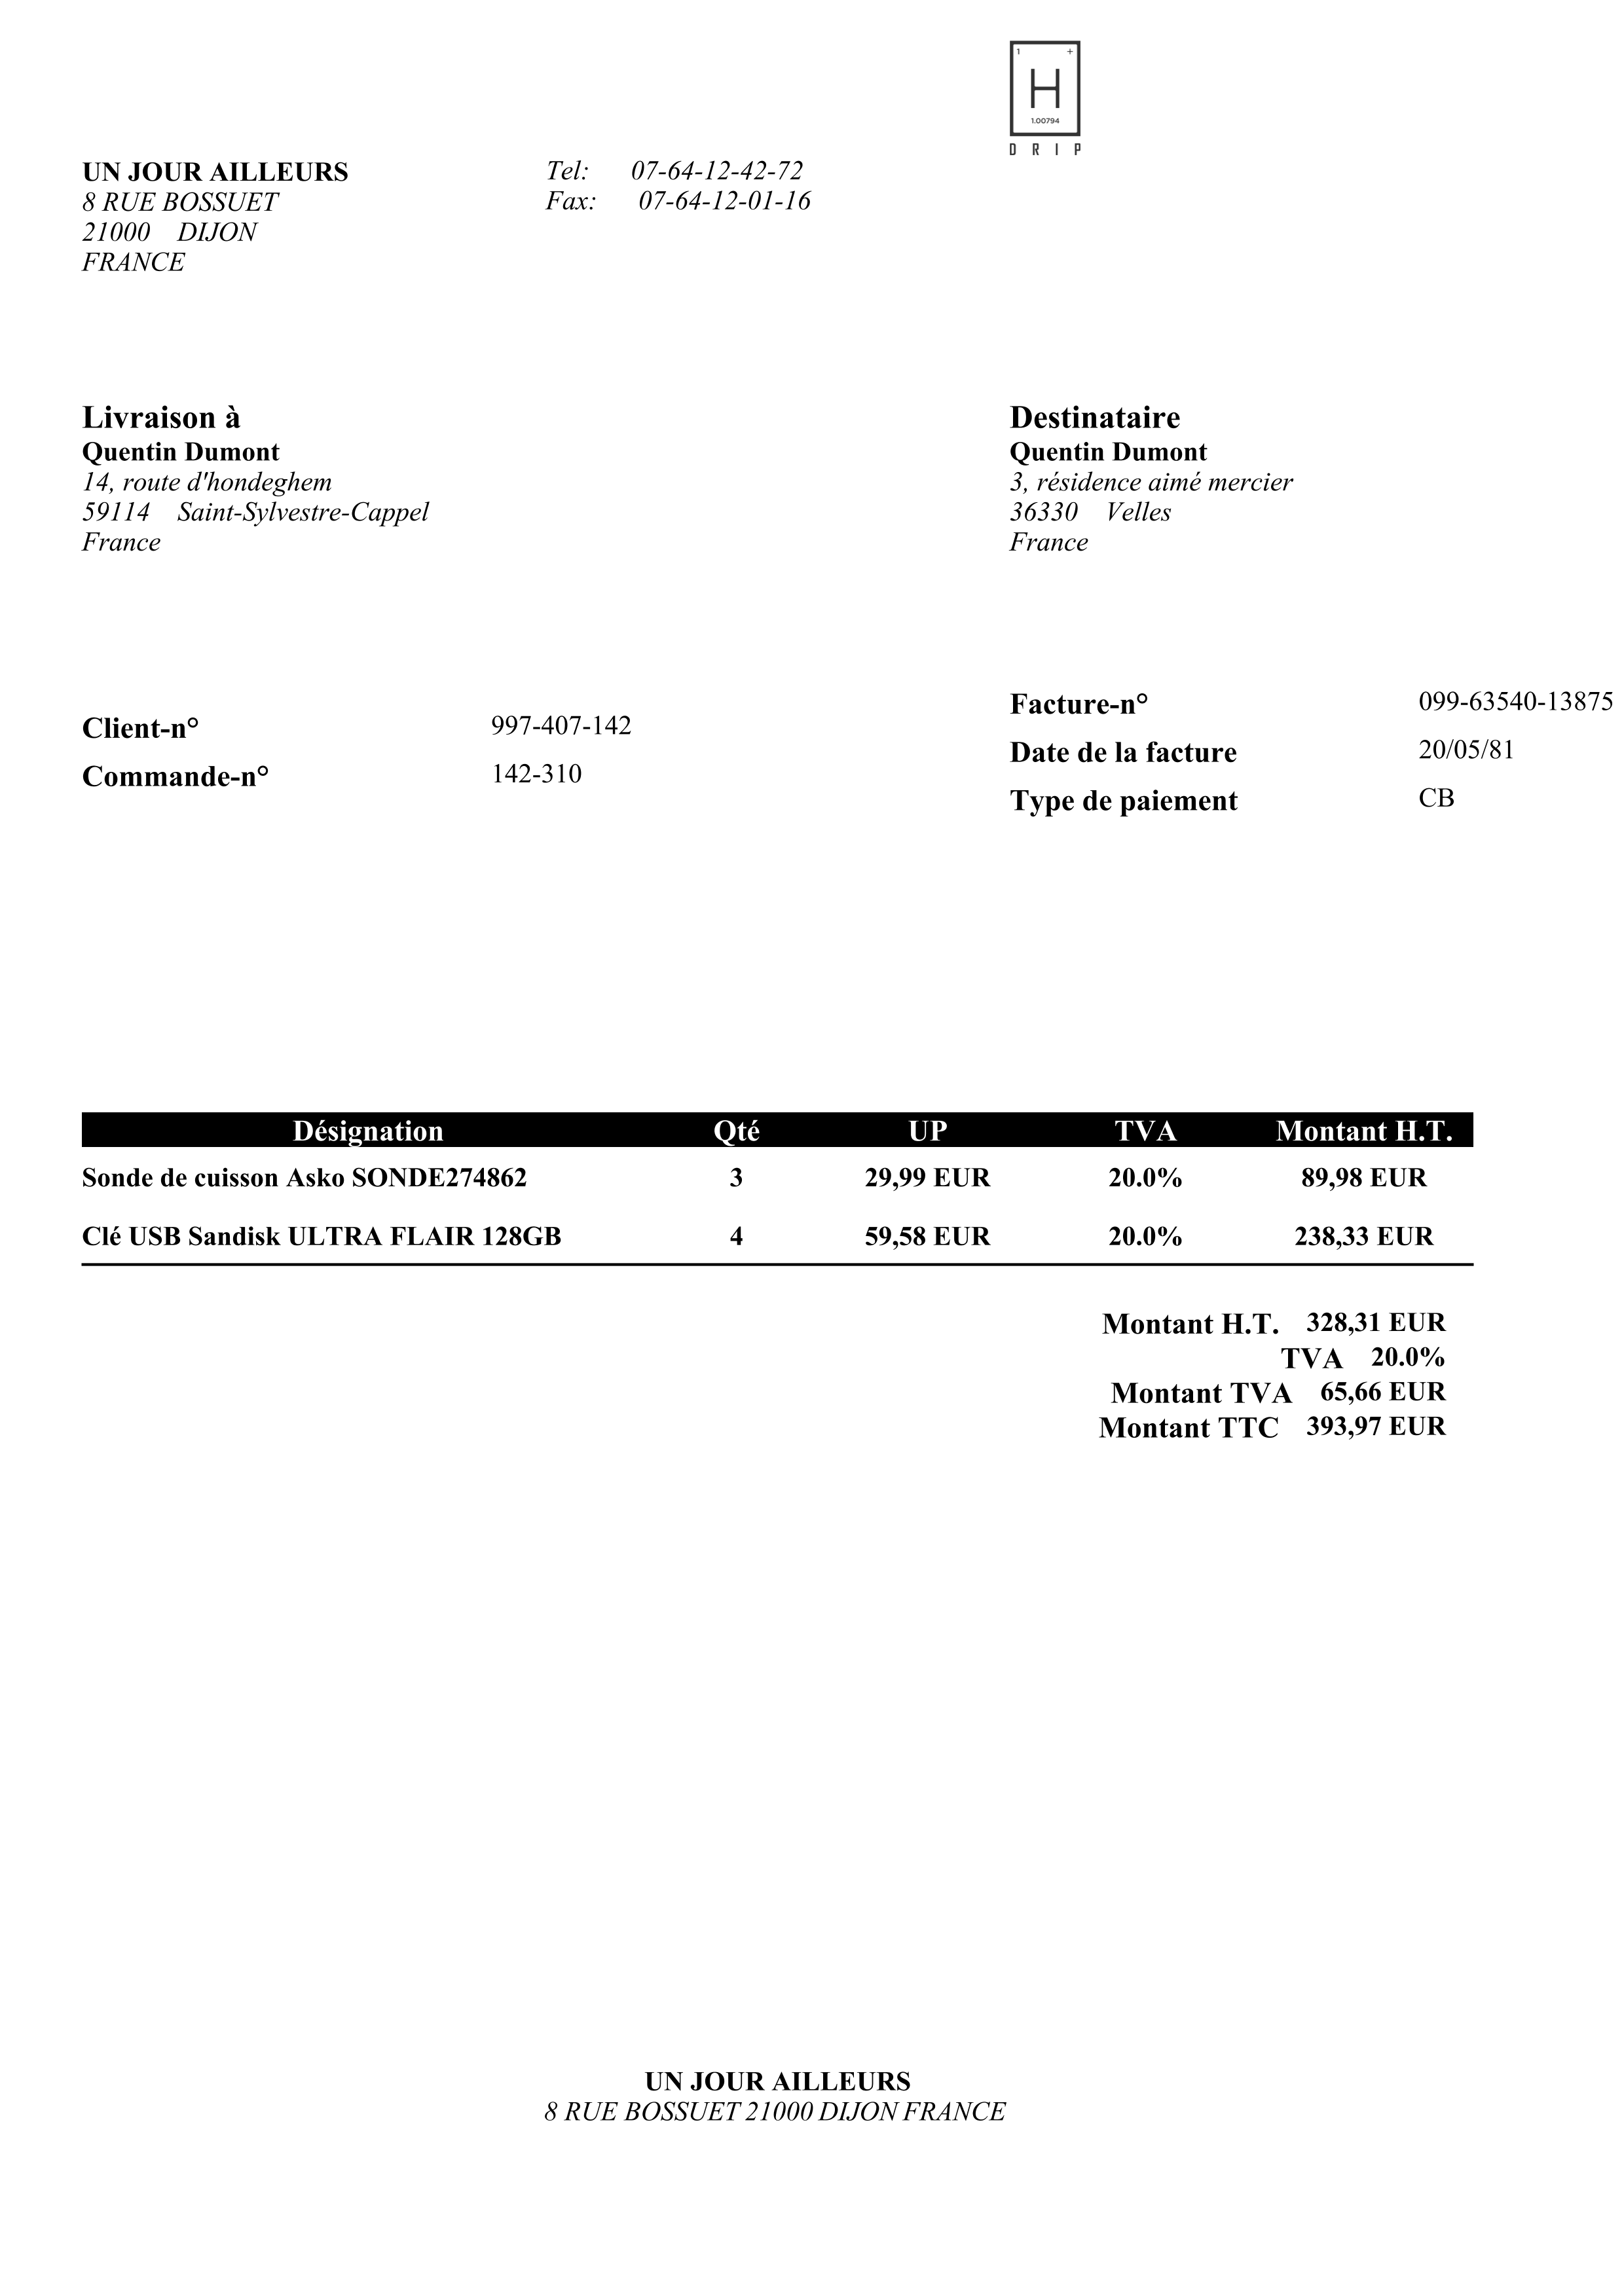 1 +
H
1.00794
DRIP
UN JOUR AILLEURS
8 RUE BOSSUET
21000 DIJON
FRANCE
Tel: 07-64-12-42-72
Fax: 07-64-12-01-16
Livraison à
Quentin Dumont
14, route d'hondeghem
59114 Saint-Sylvestre-Cappel
France
Destinataire
Quentin Dumont
3, résidence aimé mercier
36330 Velles
France
Client-n° 997-407-142
Commande-n° 142-310
Facture-n° 099-63540-13875
Date de la facture 20/05/81
Type de paiement CB
Désignation Qté UP TVA Montant H.T.
Sonde de cuisson Asko SONDE274862 3 29,99 EUR 20.0% 89,98 EUR
Clé USB Sandisk ULTRA FLAIR 128GB 4 59,58 EUR 20.0% 238,33 EUR
Montant H.T. 328,31 EUR
TVA 20.0%
Montant TVA 65,66 EUR
Montant TTC 393,97 EUR
UN JOUR AILLEURS
8 RUE BOSSUET 21000 DIJON FRANCE